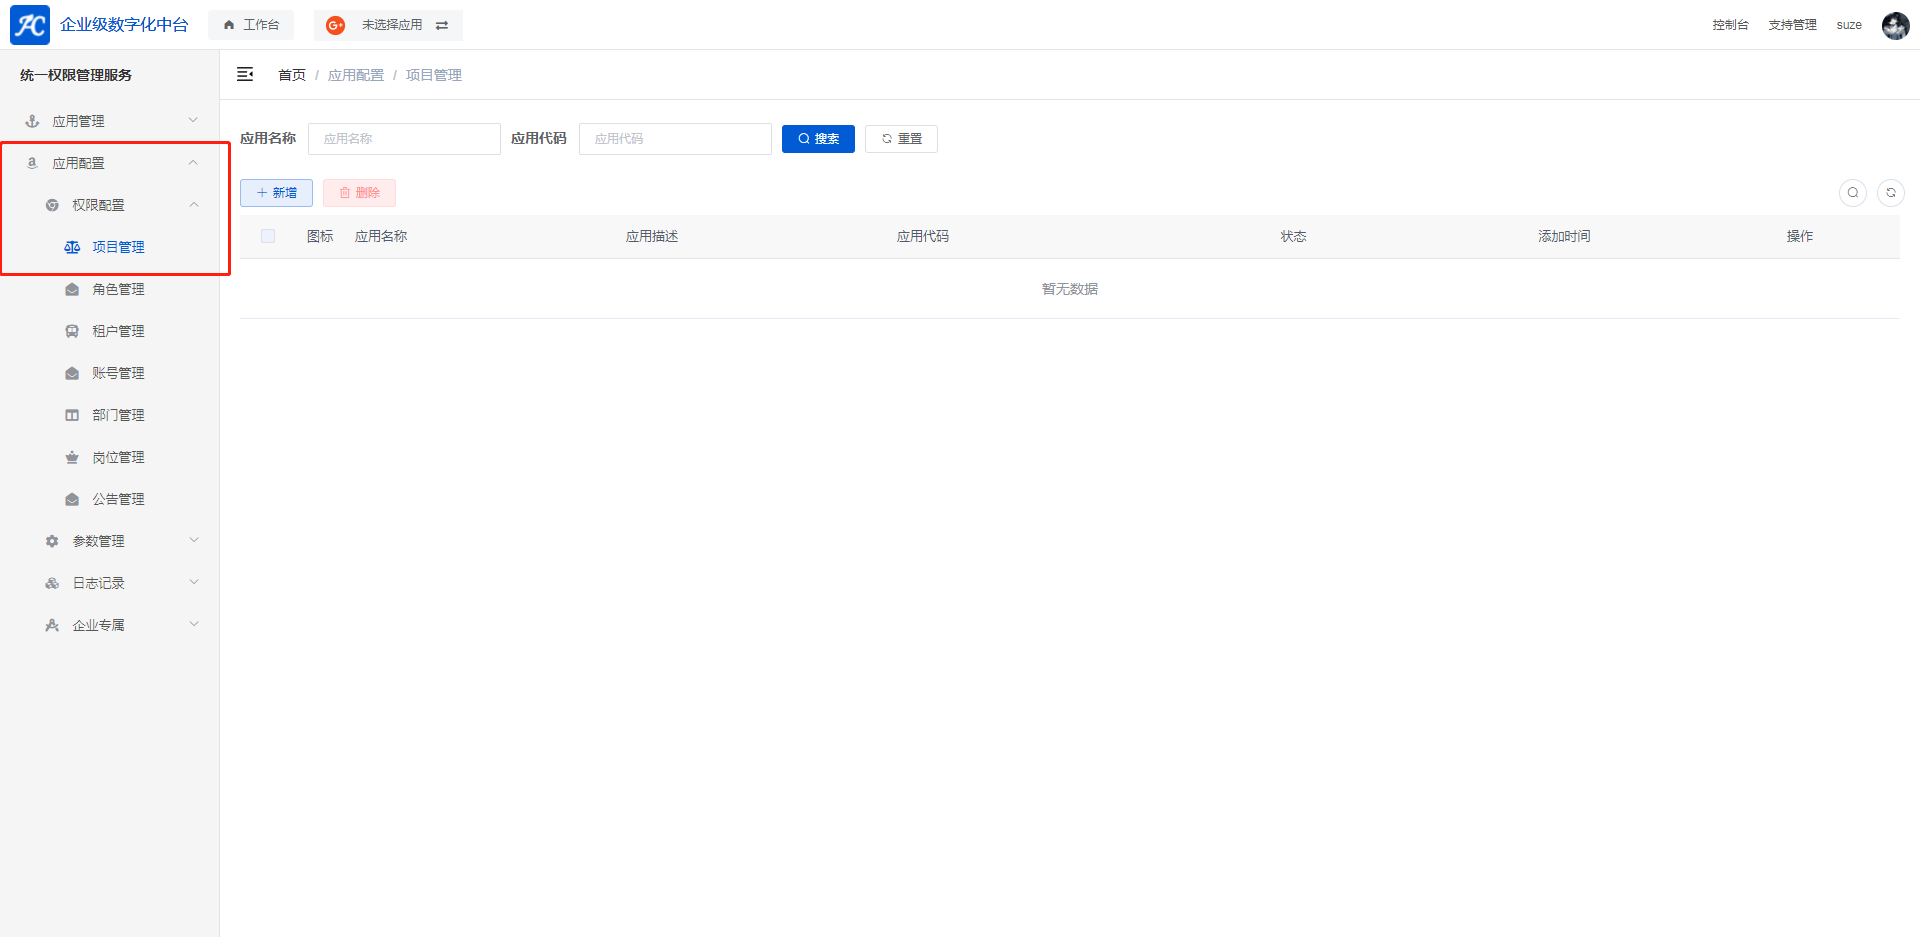 企业级数字化中台 工作台 未选择应用 控制台 支持管理 suze
统一权限管理服务
首页 / 应用配置 / 项目管理
应用管理
应用配置
权限配置
项目管理
角色管理
租户管理
账号管理
部门管理
岗位管理
公告管理
参数管理
日志记录
企业专属
应用名称 应用名称 应用代码 应用代码 搜索 重置
新增 删除
图标 应用名称 应用描述 应用代码 状态 添加时间 操作
暂无数据